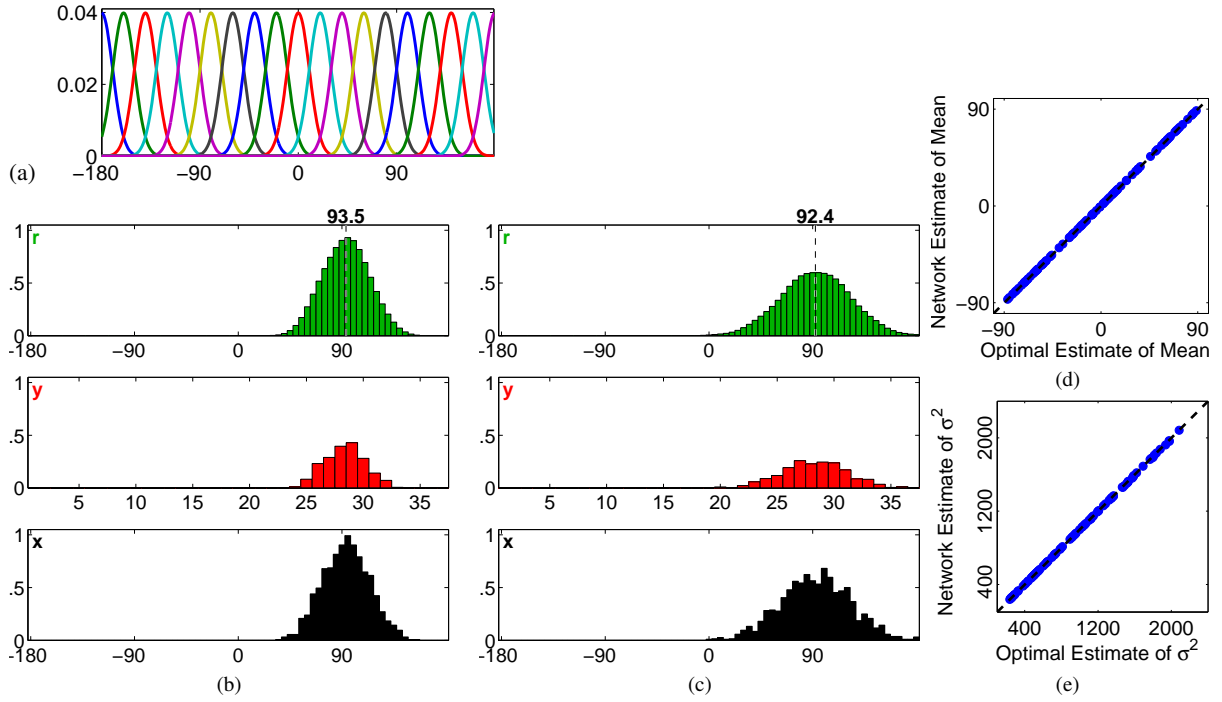 0.04
0.02
0
−180 −90 0 90
(a)
93.5
r
1
.5
0
-180 −90 0 90
y
1
.5
0
5 10 15 20 25 30 35
x
1
.5
0
-180 −90 0 90
(b)
92.4
r
1
.5
0
-180 −90 0 90
y
1
.5
0
5 10 15 20 25 30 35
x
1
.5
0
-180 −90 0 90
(c)
Network Estimate of Mean
90
0
−90
−90 0 90
Optimal Estimate of Mean
(d)
Network Estimate of σ²
2000
1200
400
400 1200 2000
Optimal Estimate of σ²
(e)